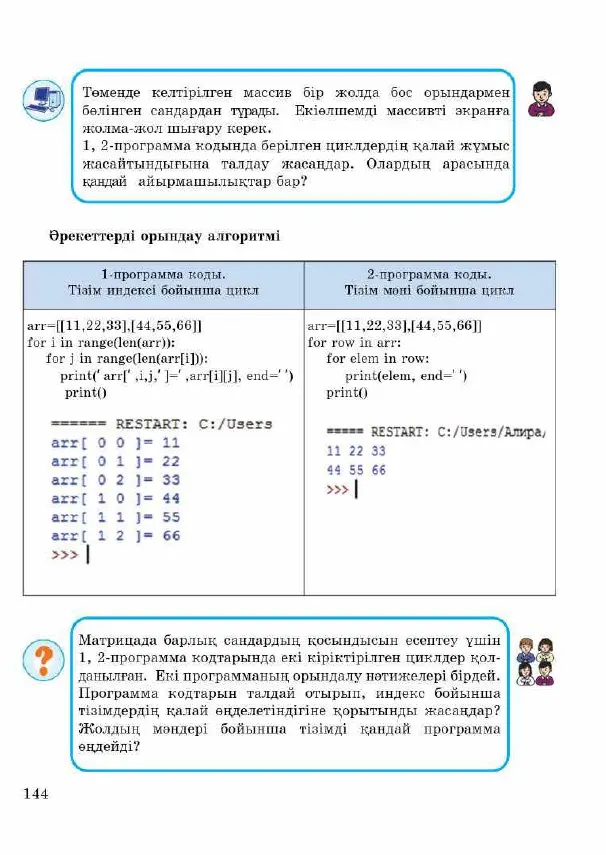 Төменде келтірілген массив бір жолда бос орындармен
бөлінген сандардан тұрады. Екіөлшемді массивті экранға
жолма-жол шығару керек.
1, 2-программа кодында берілген циклдердің қалай жұмыс
жасайтындығына талдау жасаңдар. Олардың арасында
қандай айырмашылықтар бар?
Әрекеттерді орындау алгоритмі
1-программа коды.
Тізім индексі бойынша цикл
arr=[[11,22,33],[44,55,66]]
for i in range(len(arr)):
for j in range(len(arr[i])):
print(' arr[' ,i,j,' ]=' ,arr[i][j], end=' ')
print()
====== RESTART: C:/Users
arr[ 0 0 ]= 11
arr[ 0 1 ]= 22
arr[ 0 2 ]= 33
arr[ 1 0 ]= 44
arr[ 1 1 ]= 55
arr[ 1 2 ]= 66
>>>
2-программа коды.
Тізім мәні бойынша цикл
arr=[[11,22,33],[44,55,66]]
for row in arr:
for elem in row:
print(elem, end=' ')
print()
===== RESTART: C:/Users/Алира/
11 22 33
44 55 66
>>>
Матрицада барлық сандардың қосындысын есептеу үшін
1, 2-программа кодтарында екі кіріктірілген циклдер қол-
данылған. Екі программаның орындалу нәтижелері бірдей.
Программа кодтарын талдай отырып, индекс бойынша
тізімдердің қалай өңделетіндігіне қорытынды жасаңдар?
Жолдың мәндері бойынша тізімді қандай программа
өңдейді?
144